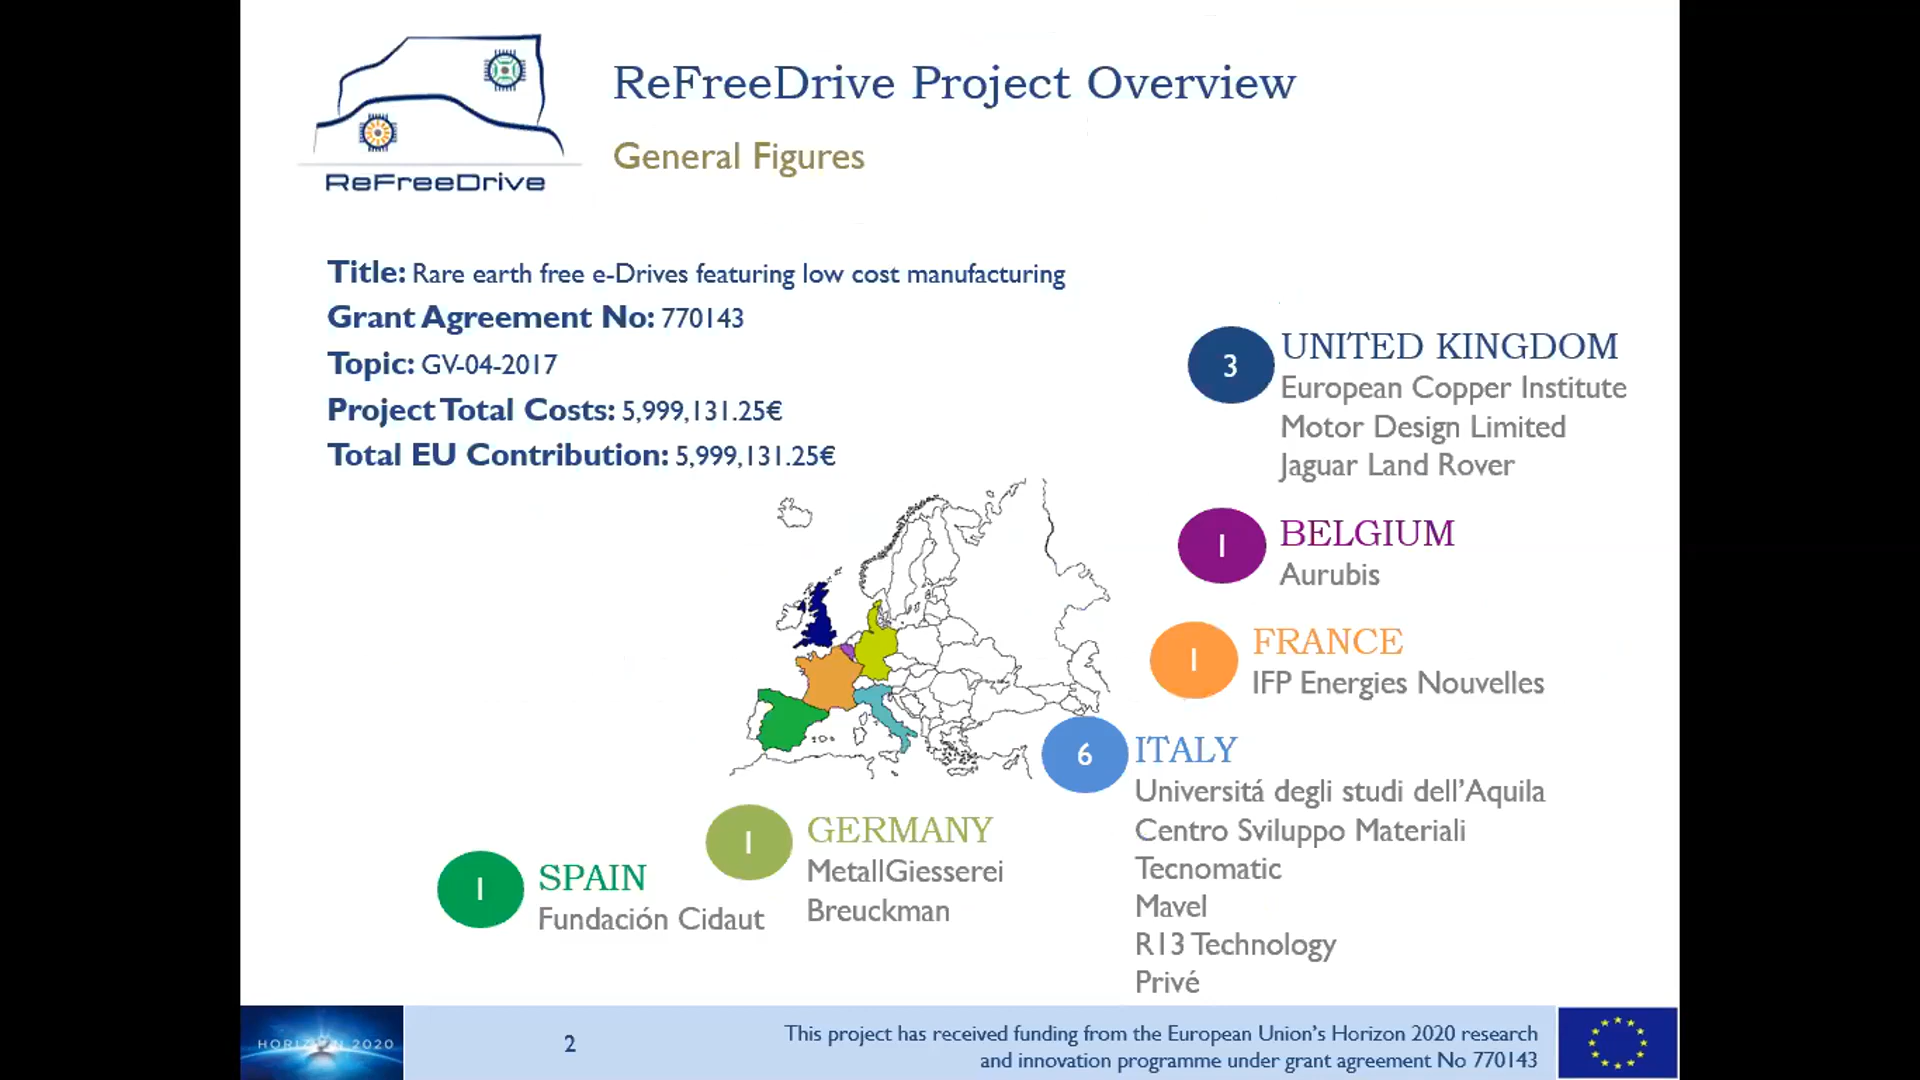 ReFreeDrive
ReFreeDrive Project Overview
General Figures
Title: Rare earth free e-Drives featuring low cost manufacturing
Grant Agreement No: 770143
Topic: GV-04-2017
Project Total Costs: 5,999,131.25€
Total EU Contribution: 5,999,131.25€
3
UNITED KINGDOM
European Copper Institute
Motor Design Limited
Jaguar Land Rover
1
BELGIUM
Aurubis
1
FRANCE
IFP Energies Nouvelles
6
ITALY
Universitá degli studi dell’Aquila
Centro Sviluppo Materiali
Tecnomatic
Mavel
R13 Technology
Privé
1
GERMANY
MetallGiesserei
Breuckman
1
SPAIN
Fundación Cidaut
HORIZON 2020
2
This project has received funding from the European Union’s Horizon 2020 research
and innovation programme under grant agreement No 770143